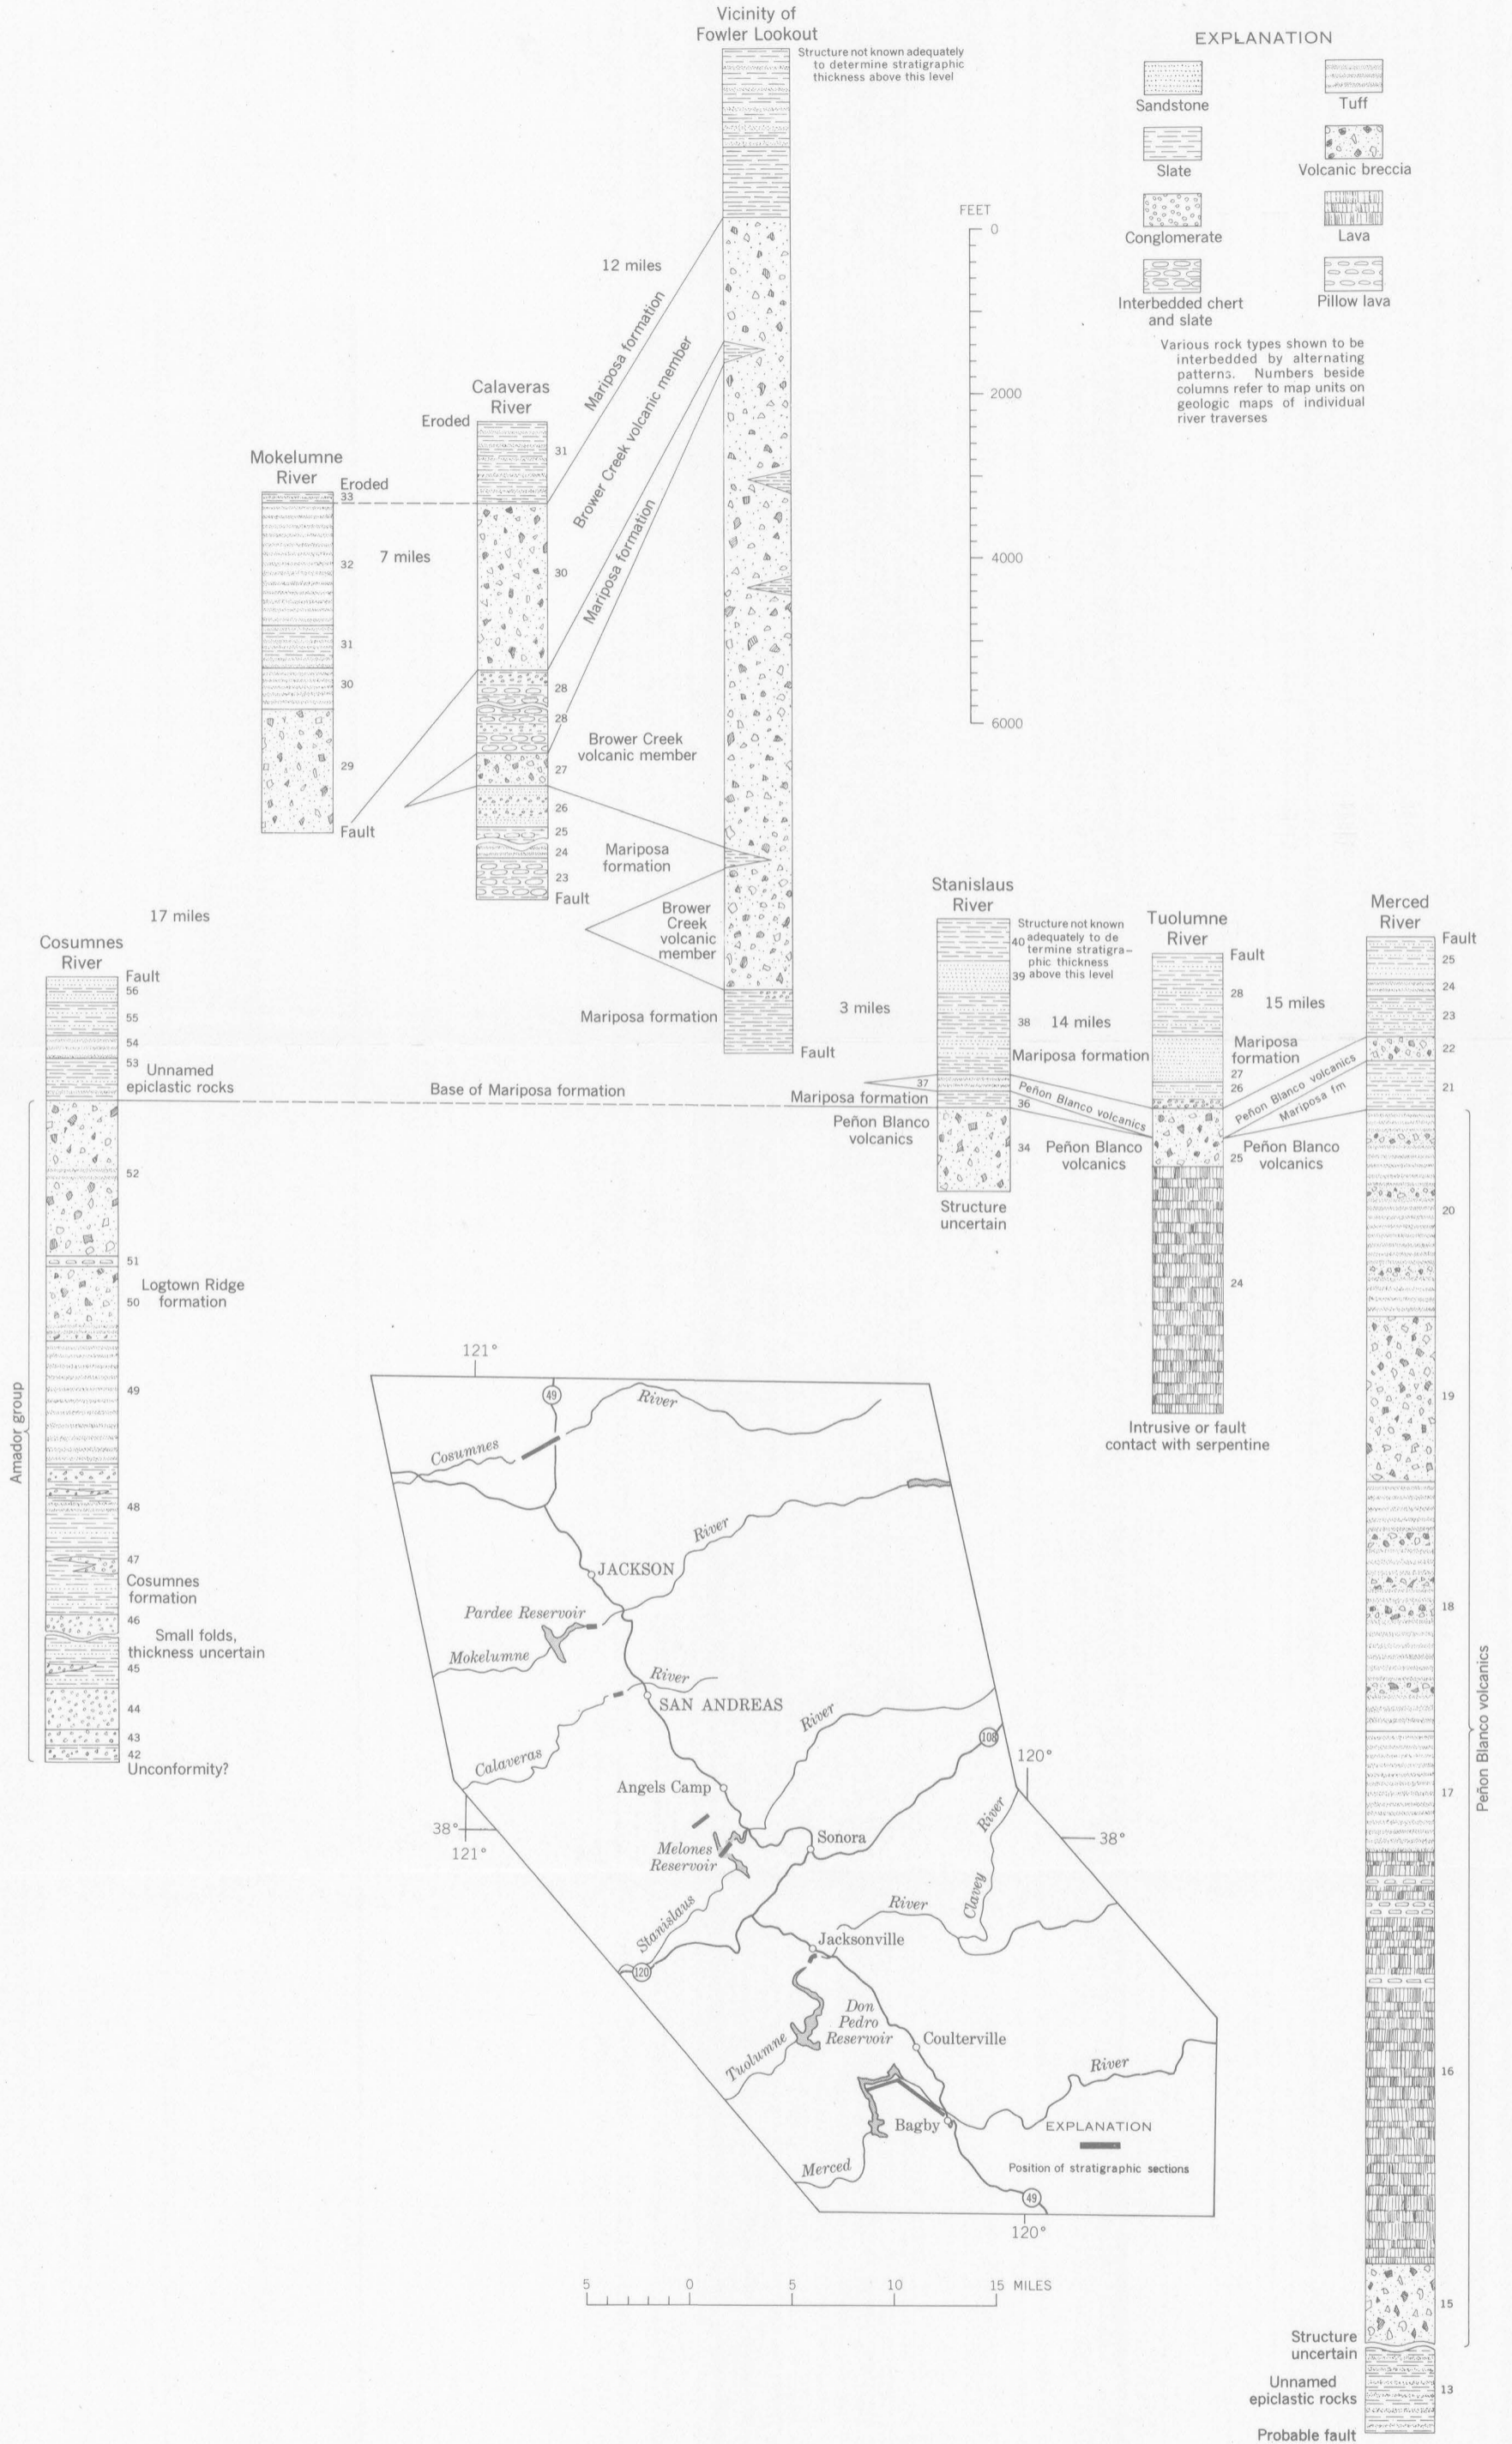 Vicinity of
Fowler Lookout
Structure not known adequately
to determine stratigraphic
thickness above this level
EXPLANATION
Sandstone
Tuff
Slate
Volcanic breccia
Conglomerate
Lava
Interbedded chert
and slate
Pillow lava
Various rock types shown to be
interbedded by alternating
patterns. Numbers beside
columns refer to map units on
geologic maps of individual
river traverses
FEET
0
2000
4000
6000
12 miles
Mariposa formation
Brower Creek volcanic member
Mariposa formation
Calaveras
River
Eroded
31
30
28
28
27
26
25
24
23
Fault
Brower Creek
volcanic member
Mariposa
formation
Brower
Creek
volcanic
member
Mariposa formation
Fault
Mokelumne
River
Eroded
33
32
31
30
29
Fault
7 miles
17 miles
Cosumnes
River
Fault
56
55
54
53
Unnamed
epiclastic rocks
52
51
Logtown Ridge
50 formation
49
48
47
Cosumnes
formation
46
Small folds,
thickness uncertain
45
44
43
42
Unconformity?
Amador group
Base of Mariposa formation
3 miles
Stanislaus
River
Structure not known
40 adequately to de
termine stratigra-
phic thickness
39 above this level
38
14 miles
Mariposa formation
37
Mariposa formation
36
Peñon Blanco volcanics
Peñon Blanco
volcanics
34
Peñon Blanco
volcanics
Structure
uncertain
Tuolumne
River
Fault
28
15 miles
Mariposa
formation
27
26
Peñon Blanco volcanics
Mariposa fm
Peñon Blanco
25 volcanics
24
Intrusive or fault
contact with serpentine
Merced
River
Fault
25
24
23
22
21
20
19
18
17
16
15
Peñon Blanco volcanics
Structure
uncertain
Unnamed
epiclastic rocks
13
Probable fault
121°
49
River
Cosumnes
River
JACKSON
Pardee Reservoir
Mokelumne
River
SAN ANDREAS
River
Calaveras
108
120°
Angels Camp
38°
121°
Melones
Reservoir
Sonora
River
38°
Clavey
River
Stanislaus
Jacksonville
120
Don
Pedro
Reservoir
Coulterville
Tuolumne
River
Bagby
EXPLANATION
Position of stratigraphic sections
Merced
49
120°
5
0
5
10
15 MILES